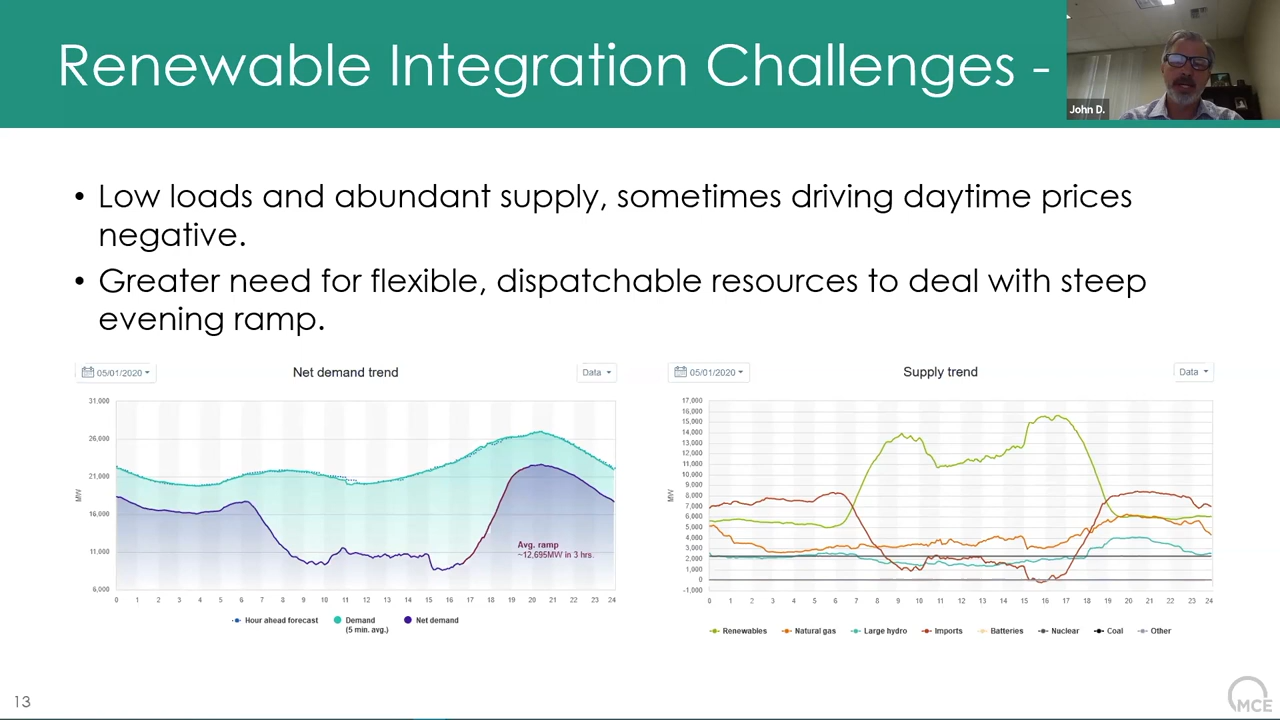 Renewable Integration Challenges -
John D.
• Low loads and abundant supply, sometimes driving daytime prices
negative.
• Greater need for flexible, dispatchable resources to deal with steep
evening ramp.
05/01/2020
Net demand trend
Data
31,000
26,000
21,000
16,000
11,000
6,000
MW
Avg. ramp
~12,695MW in 3 hrs.
0 1 2 3 4 5 6 7 8 9 10 11 12 13 14 15 16 17 18 19 20 21 22 23 24
Hour ahead forecast
Demand
(5 min. avg.)
Net demand
05/01/2020
Supply trend
Data
17,000
16,000
15,000
14,000
13,000
12,000
11,000
10,000
9,000
8,000
7,000
6,000
5,000
4,000
3,000
2,000
1,000
0
-1,000
MW
0 1 2 3 4 5 6 7 8 9 10 11 12 13 14 15 16 17 18 19 20 21 22 23 24
Renewables Natural gas Large hydro Imports Batteries Nuclear Coal Other
13
MCE